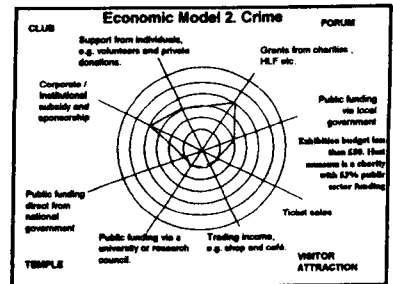 Economic Model 2. Crime
CLUB
FORUM
Support from individuals,
e.g. volunteers and private
donations.
Grants from charities ,
HLF etc.
Corporate /
institutional
subsidy and
sponsorship
Public funding
via local
government
Exhibition budget less
than £80. Host
museum is a charity
with 52% public
sector funding
Public funding
direct from
national
government
Ticket sales
Public funding via a
university or research
council.
Trading income,
e.g. shop and café.
TEMPLE
VISITOR
ATTRACTION